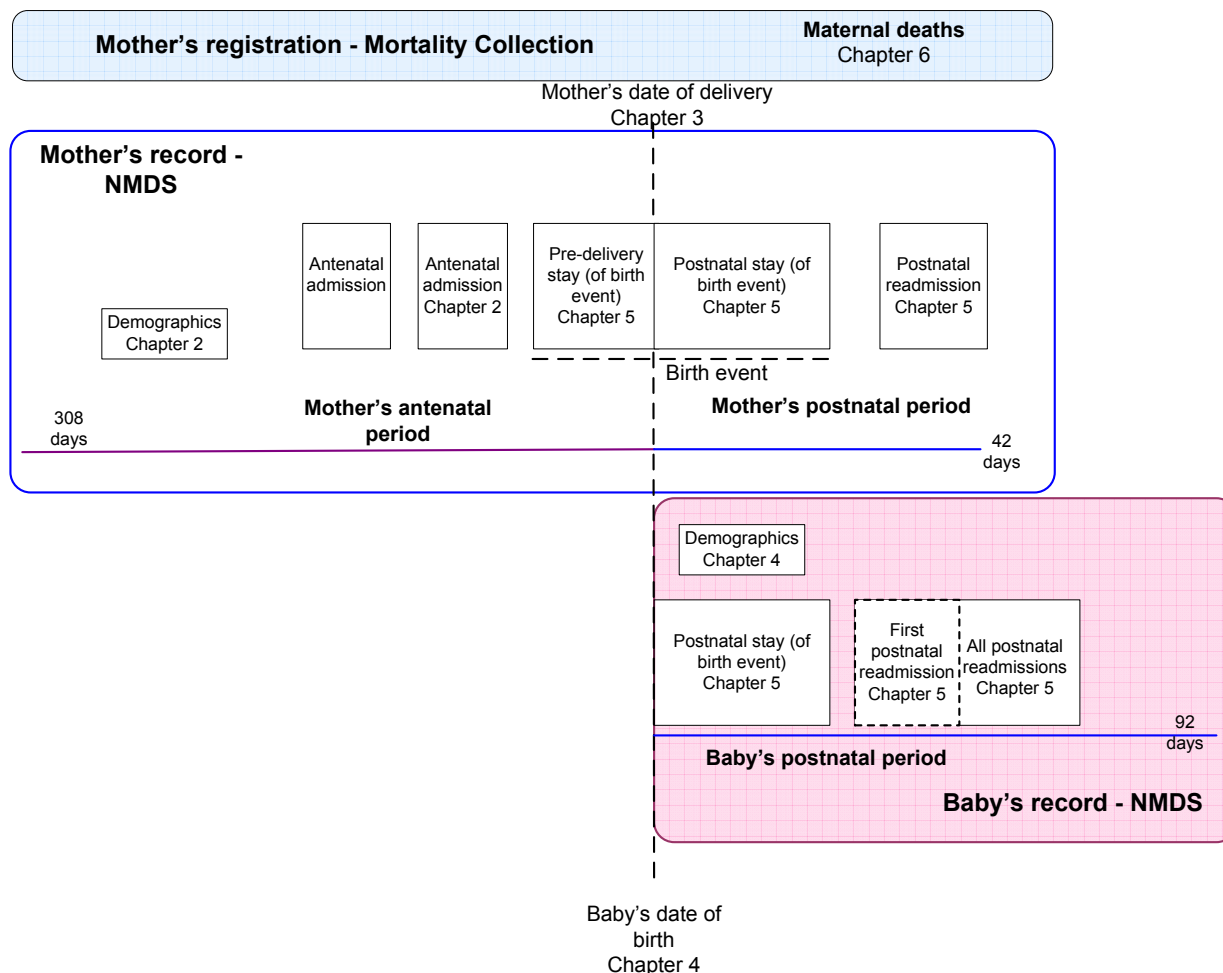 Mother’s registration - Mortality Collection
Maternal deaths
Chapter 6
Mother’s date of delivery
Chapter 3
Mother’s record -
NMDS
Demographics
Chapter 2
Antenatal
admission
Antenatal
admission
Chapter 2
Pre-delivery
stay (of birth
event)
Chapter 5
Postnatal stay (of
birth event)
Chapter 5
Postnatal
readmission
Chapter 5
Birth event
Mother’s antenatal
period
Mother’s postnatal period
308
days
42
days
Demographics
Chapter 4
Postnatal stay (of
birth event)
Chapter 5
First
postnatal
readmission
Chapter 5
All postnatal
readmissions
Chapter 5
92
days
Baby’s postnatal period
Baby’s record - NMDS
Baby’s date of
birth
Chapter 4